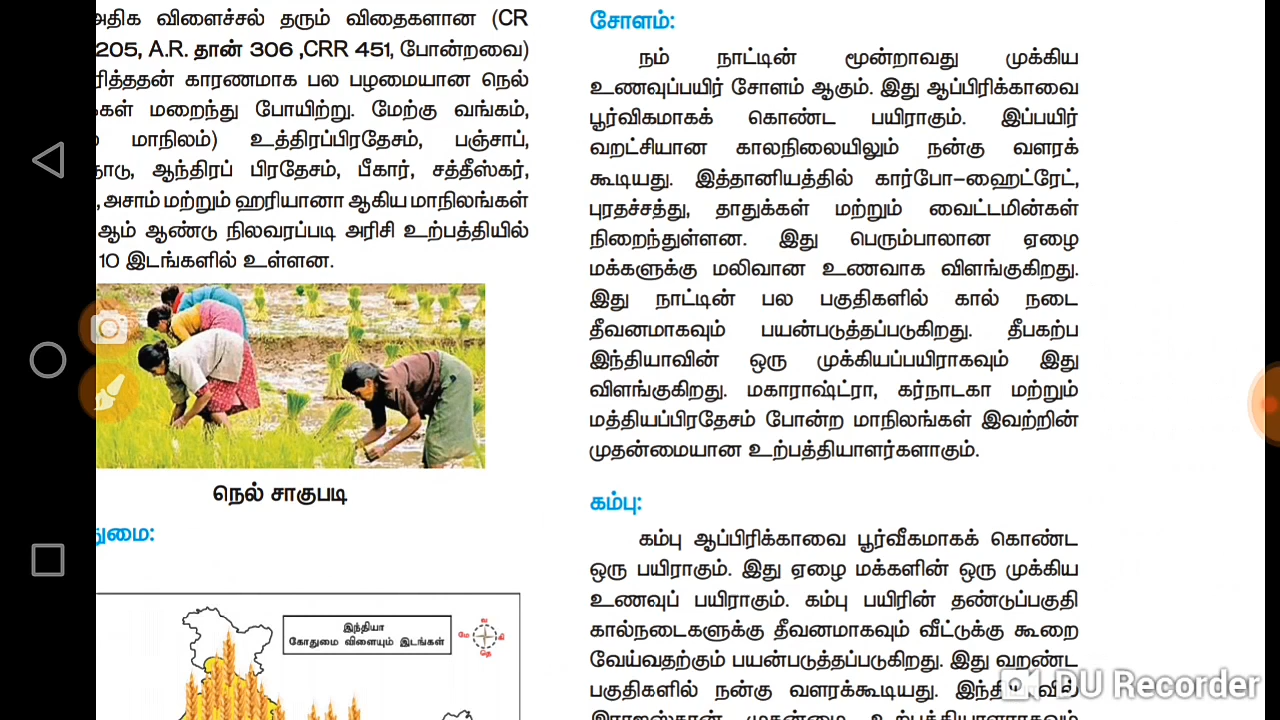 அதிக விளைச்சல் தரும் விதைகளான (CR
205, A.R. தான் 306 ,CRR 451, போன்றவை)
காரணமாக பல பழமையான நெல்
மறைந்து போயிற்று. மேற்கு வங்கம்,
மாநிலம்) உத்திரப்பிரதேசம், பஞ்சாப்,
ஆந்திரப் பிரதேசம், பீகார், சத்தீஸ்கர்,
,அசாம் மற்றும் ஹரியானா ஆகிய மாநிலங்கள்
ஆம் ஆண்டு நிலவரப்படி அரிசி உற்பத்தியில்
10 இடங்களில் உள்ளன.
நெல் சாகுபடி
இந்தியா
கோதுமை விளையும் இடங்கள்
வ
மே கி
தெ
சோளம்:
நம் நாட்டின் மூன்றாவது முக்கிய
உணவுப்பயிர் சோளம் ஆகும். இது ஆப்பிரிக்காவை
பூர்விகமாகக் கொண்ட பயிராகும். இப்பயிர்
வறட்சியான காலநிலையிலும் நன்கு வளரக்
கூடியது. இத்தானியத்தில் கார்போ–ஹைட்ரேட்,
புரதச்சத்து, தாதுக்கள் மற்றும் வைட்டமின்கள்
நிறைந்துள்ளன. இது பெரும்பாலான ஏழை
மக்களுக்கு மலிவான உணவாக விளங்குகிறது.
இது நாட்டின் பல பகுதிகளில் கால் நடை
தீவனமாகவும் பயன்படுத்தப்படுகிறது. தீபகற்ப
இந்தியாவின் ஒரு முக்கியப்பயிராகவும் இது
விளங்குகிறது. மகாராஷ்ட்ரா, கர்நாடகா மற்றும்
மத்தியப்பிரதேசம் போன்ற மாநிலங்கள் இவற்றின்
முதன்மையான உற்பத்தியாளர்களாகும்.
கம்பு:
கம்பு ஆப்பிரிக்காவை பூர்வீகமாகக் கொண்ட
ஒரு பயிராகும். இது ஏழை மக்களின் ஒரு முக்கிய
உணவுப் பயிராகும். கம்பு பயிரின் தண்டுப்பகுதி
கால்நடைகளுக்கு தீவனமாகவும் வீட்டுக்கு கூறை
வேய்வதற்கும் பயன்படுத்தப்படுகிறது. இது வறண்ட
பகுதிகளில் நன்கு வளரக்கூடியது.
DU Recorder